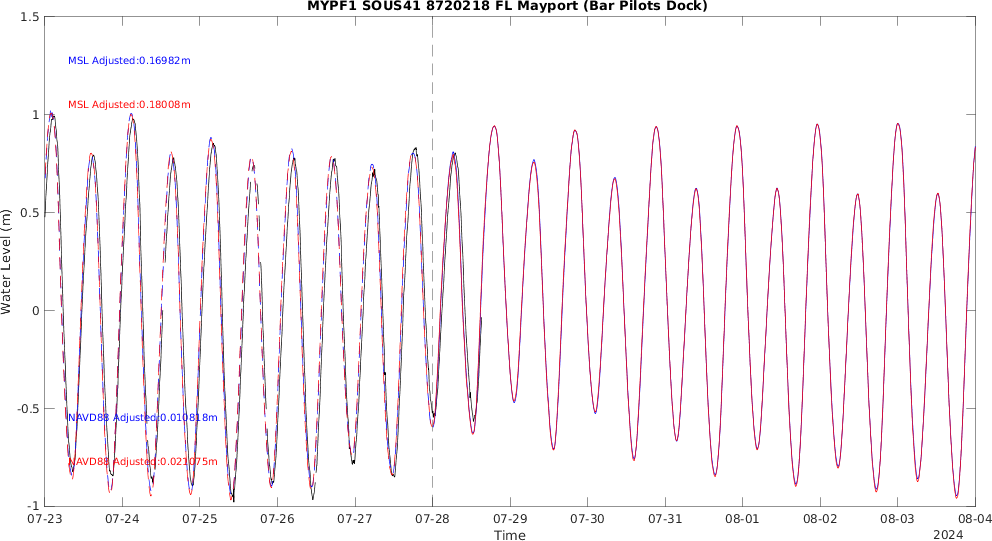 MYPF1 SOUS41 8720218 FL Mayport (Bar Pilots Dock)
1.5
MSL Adjusted:0.16982m
MSL Adjusted:0.18008m
1
0.5
Water Level (m)
0
-0.5
NAVD88 Adjusted:0.010818m
NAVD88 Adjusted:0.021075m
-1
07-23 07-24 07-25 07-26 07-27 07-28 07-29 07-30 07-31 08-01 08-02 08-03 08-04
Time
2024